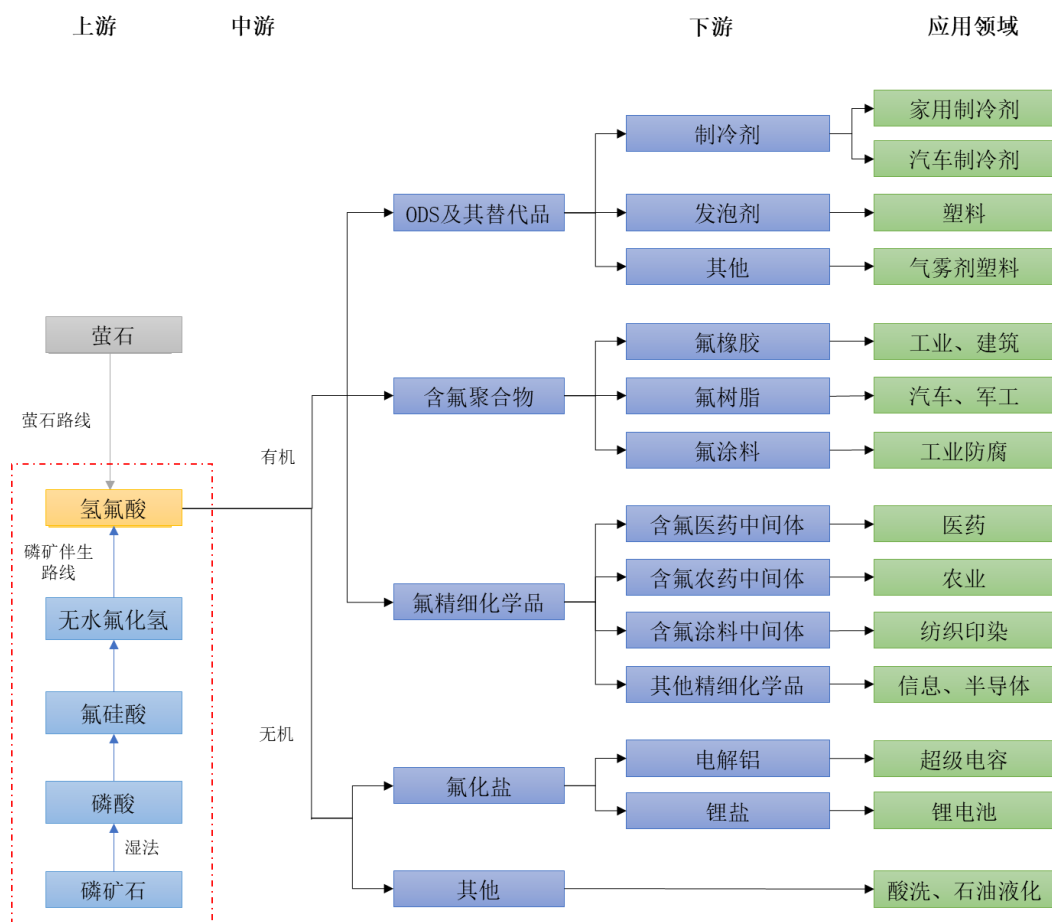 上游
中游
下游
应用领域
家用制冷剂
制冷剂
汽车制冷剂
ODS及其替代品
发泡剂
塑料
其他
气雾剂塑料
萤石
氟橡胶
工业、建筑
含氟聚合物
氟树脂
汽车、军工
萤石路线
氟涂料
工业防腐
有机
氢氟酸
含氟医药中间体
医药
磷矿伴生
路线
含氟农药中间体
农业
氟精细化学品
无水氟化氢
含氟涂料中间体
纺织印染
其他精细化学品
信息、半导体
氟硅酸
无机
电解铝
超级电容
氟化盐
磷酸
锂盐
锂电池
湿法
磷矿石
其他
酸洗、石油液化